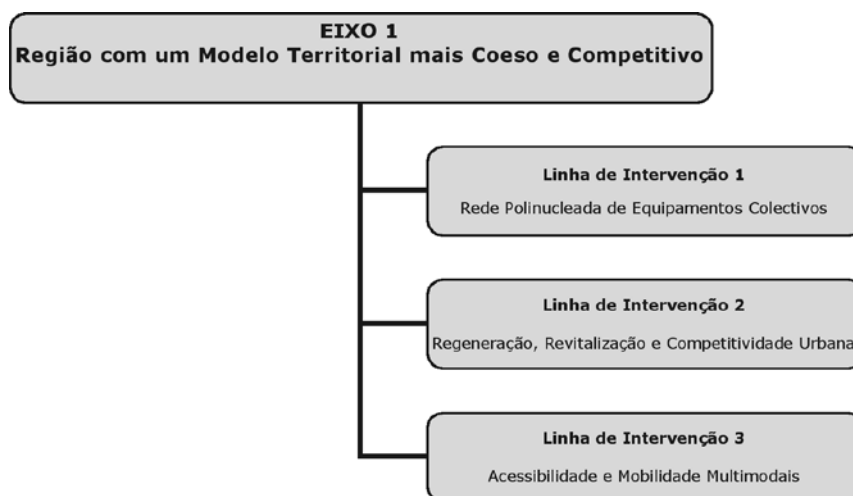 EIXO 1
Região com um Modelo Territorial mais Coeso e Competitivo
Linha de Intervenção 1
Rede Polinucleada de Equipamentos Colectivos
Linha de Intervenção 2
Regeneração, Revitalização e Competitividade Urbana
Linha de Intervenção 3
Acessibilidade e Mobilidade Multimodais